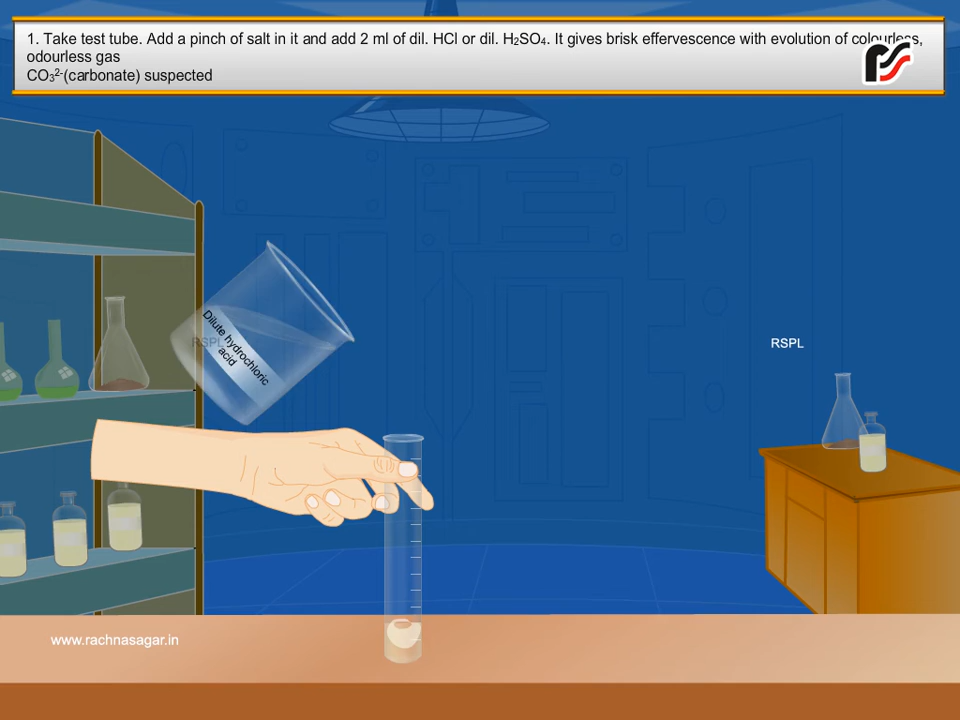 1. Take test tube. Add a pinch of salt in it and add 2 ml of dil. HCl or dil. H₂SO₄. It gives brisk effervescence with evolution of colourless,
odourless gas
CO₃²⁻(carbonate) suspected
Dilute hydrochloric
acid
RSPL
RSPL
www.rachnasagar.in